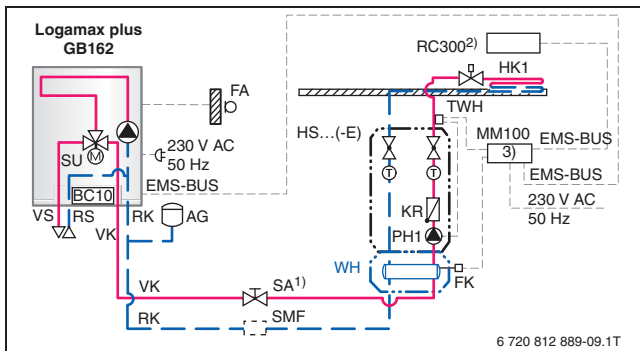 Logamax plus
GB162
FA
230 V AC
50 Hz
EMS-BUS
SU
M
BC10
VS
RS
RK
VK
AG
VK
SA1)
RK
SMF
RC3002)
HK1
TWH
HS...(-E)
MM100
3)
EMS-BUS
EMS-BUS
230 V AC
50 Hz
T
T
KR
PH1
WH
FK
6 720 812 889-09.1T